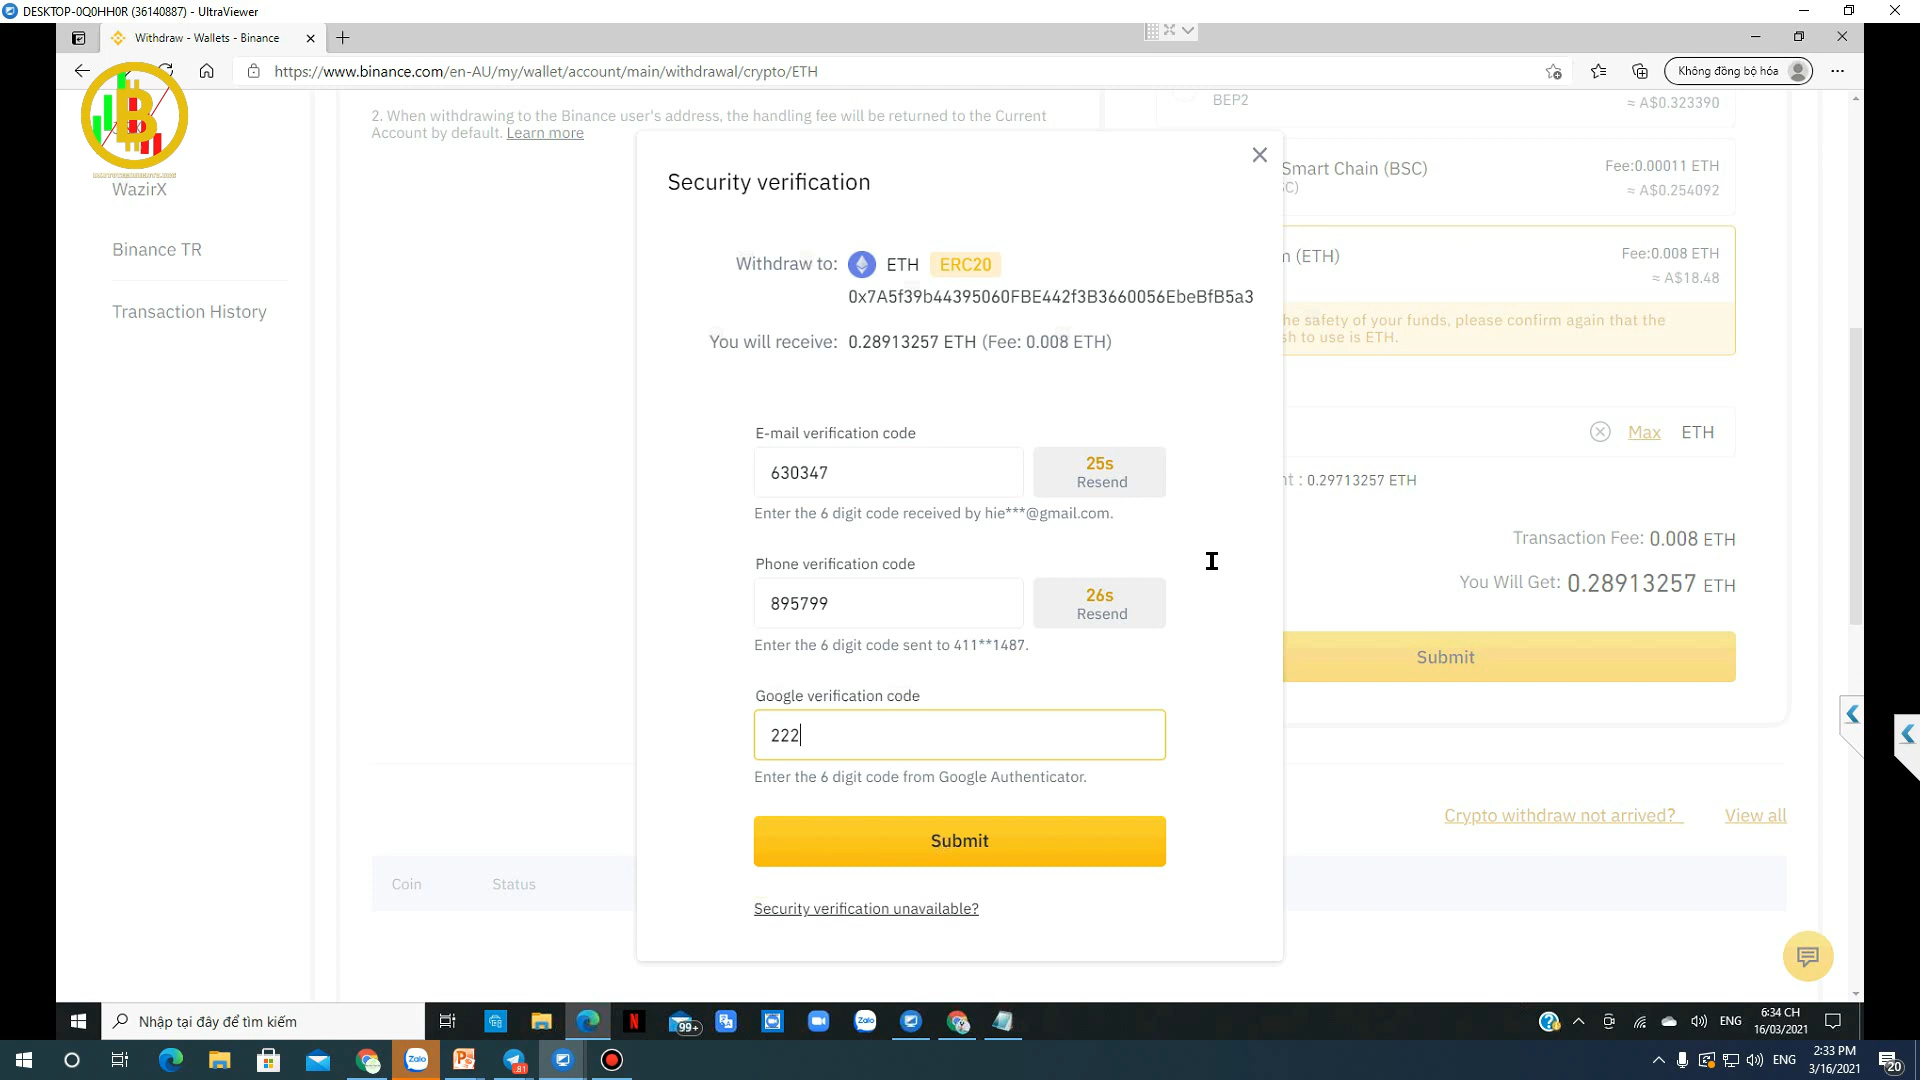 DESKTOP-0Q0HH0R (36140887) - UltraViewer
Withdraw - Wallets - Binance
https://www.binance.com/en-AU/my/wallet/account/main/withdrawal/crypto/ETH
Không đồng bộ hóa
2. When withdrawing to the Binance user's address, the handling fee will be returned to the Current
Account by default. Learn more
WazirX
Binance TR
Transaction History
Security verification
Withdraw to: ETH ERC20
0x7A5f39b44395060FBE442f3B3660056EbeBfB5a3
You will receive: 0.28913257 ETH (Fee: 0.008 ETH)
E-mail verification code
630347
25s
Resend
Enter the 6 digit code received by hie***@gmail.com.
Phone verification code
895799
26s
Resend
Enter the 6 digit code sent to 411**1487.
Google verification code
222
Enter the 6 digit code from Google Authenticator.
Submit
Security verification unavailable?
BEP2
≈ A$0.323390
Smart Chain (BSC)
Fee:0.00011 ETH
C)
≈ A$0.254092
(ETH)
Fee:0.008 ETH
≈ A$18.48
he safety of your funds, please confirm again that the
h to use is ETH.
Max ETH
: 0.29713257 ETH
Transaction Fee: 0.008 ETH
You Will Get: 0.28913257 ETH
Submit
Crypto withdraw not arrived?
View all
Coin
Status
Nhập tại đây để tìm kiếm
99+
ENG
6:34 CH
16/03/2021
Zalo
81
ENG
2:33 PM
3/16/2021
20